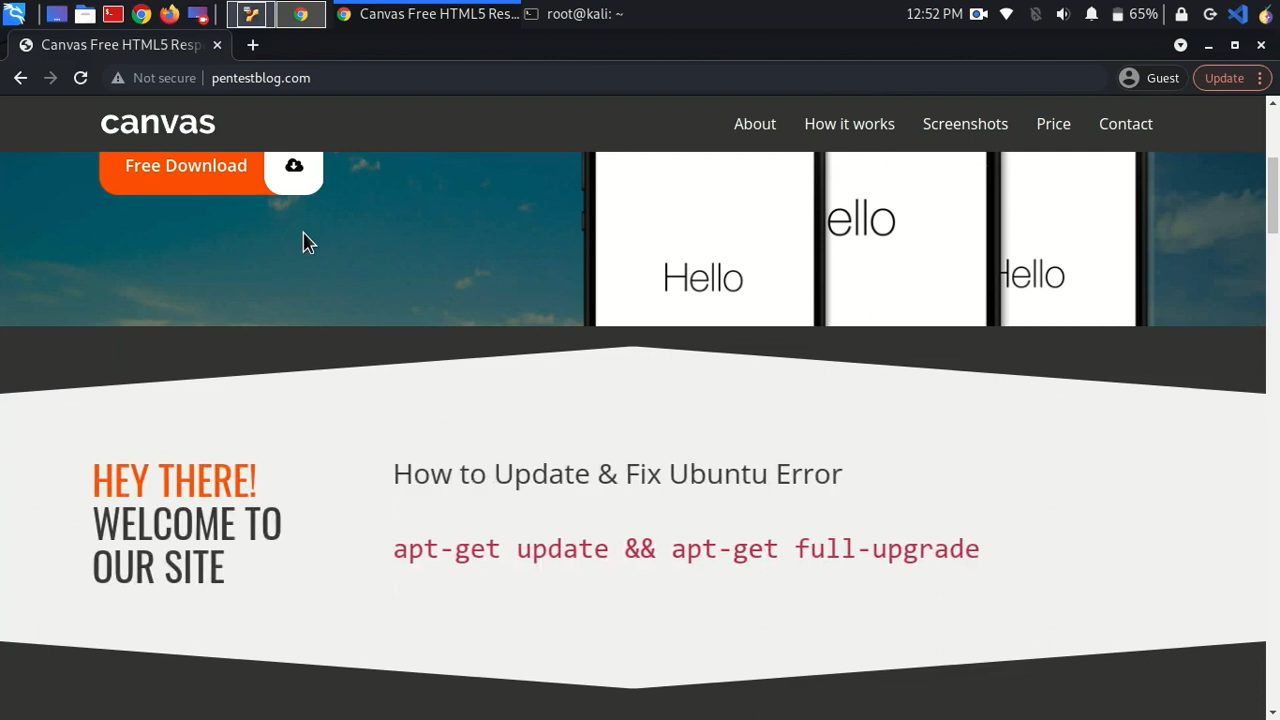 Canvas Free HTML5 Res...
root@kali: ~
12:52 PM
65%
Canvas Free HTML5 Resp
Not secure
pentestblog.com
Guest
Update
canvas
About
How it works
Screenshots
Price
Contact
Free Download
Hello
ello
Hello
HEY THERE!
WELCOME TO
OUR SITE
How to Update & Fix Ubuntu Error
apt-get update && apt-get full-upgrade